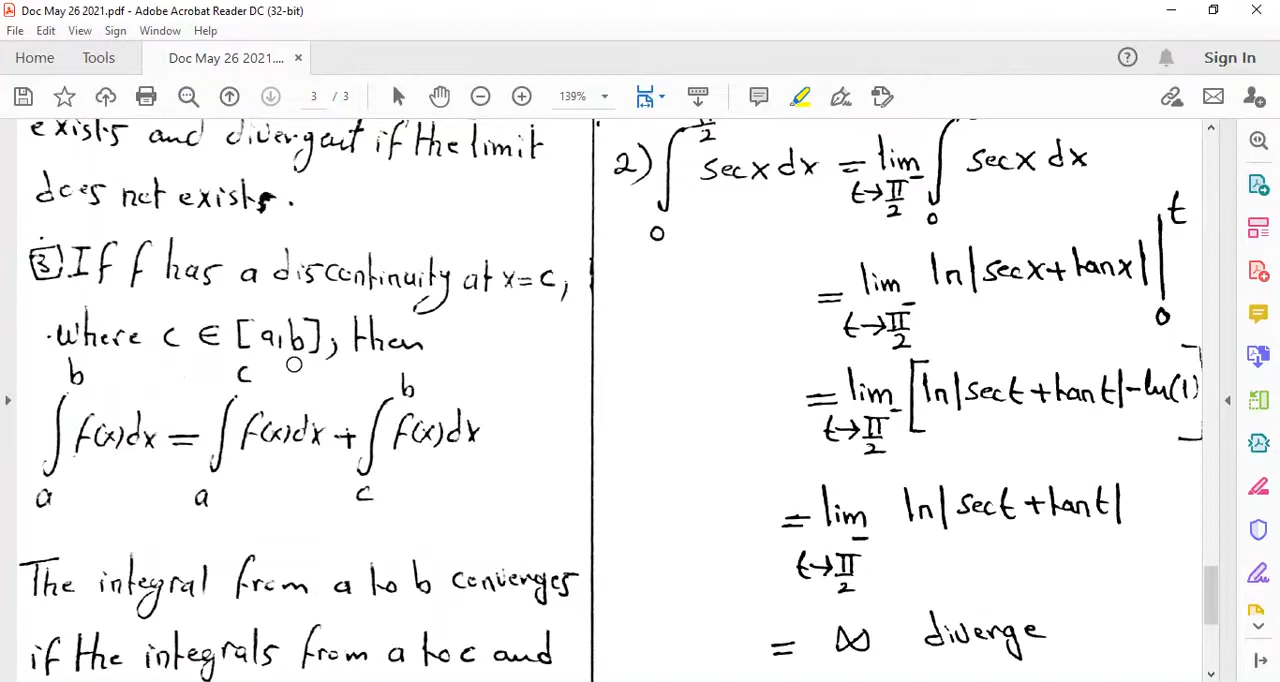 Doc May 26 2021.pdf - Adobe Acrobat Reader DC (32-bit)
File Edit View Sign Window Help
Home Tools Doc May 26 2021.... × Sign In
3 / 3 139%
exists and divergent if the limit
does not exists.
[3] If f has a discontinuity at x=c,
where c ∈ [a,b], then
∫_a^b f(x)dx = ∫_a^c f(x)dx + ∫_c^b f(x)dx
The integral from a to b converges
if the integrals from a to c and
2) ∫_0^{π/2} secx dx = lim_{t→π/2⁻} ∫_0 secx dx
= lim_{t→π/2⁻} ln|secx+tanx| |_0^t
= lim_{t→π/2⁻} [ln|sect+tant|-ln(1)]
= lim_{t→π/2⁻} ln|sect+tant|
= ∞ diverge